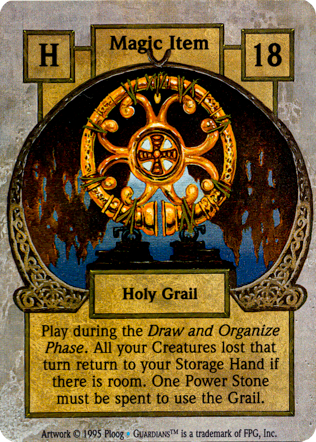 H
Magic Item
18
Holy Grail
Play during the Draw and Organize
Phase. All your Creatures lost that
turn return to your Storage Hand if
there is room. One Power Stone
must be spent to use the Grail.
Artwork © 1995 Ploog # GUARDIANS™ is a trademark of FPG, Inc.